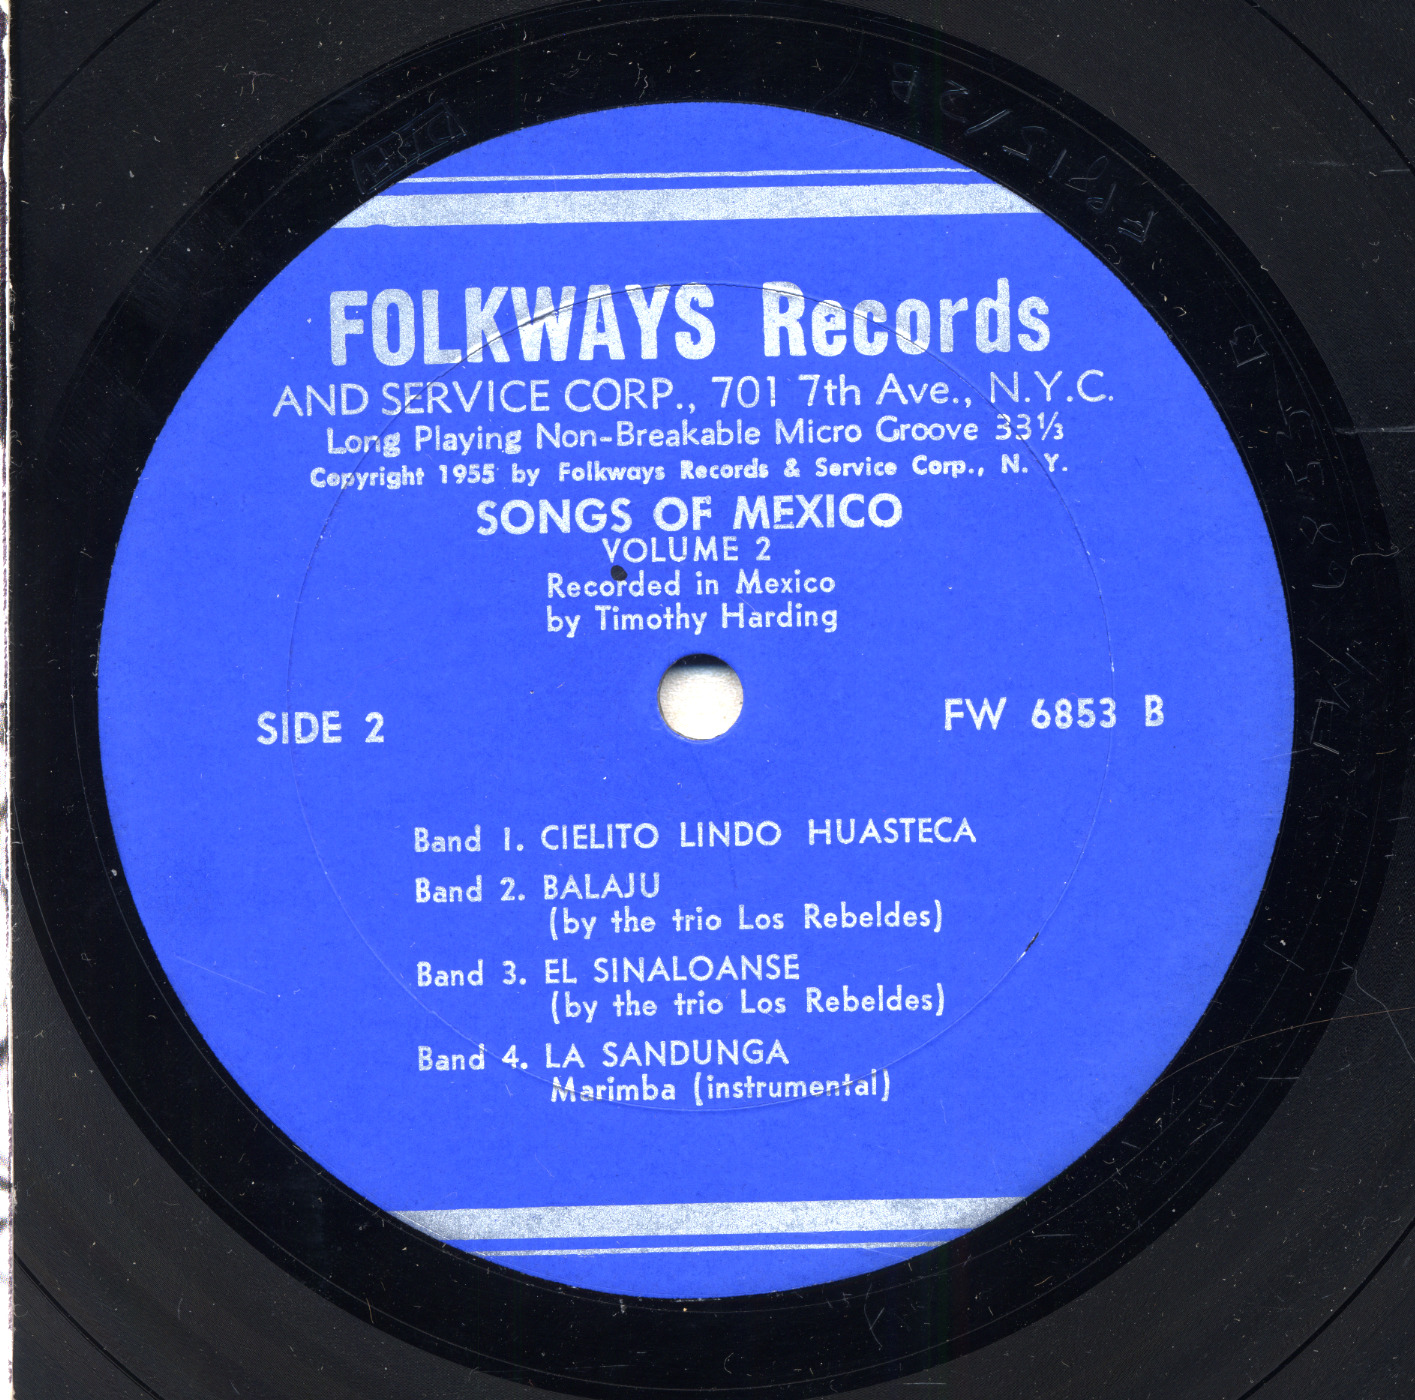 FOLKWAYS Records
AND SERVICE CORP., 701 7th Ave., N.Y.C.
Long Playing Non-Breakable Micro Groove 33⅓
Copyright 1955 by Folkways Records & Service Corp., N. Y.
SONGS OF MEXICO
VOLUME 2
Recorded in Mexico
by Timothy Harding
SIDE 2
FW 6853 B
Band 1. CIELITO LINDO HUASTECA
Band 2. BALAJU
(by the trio Los Rebeldes)
Band 3. EL SINALOANSE
(by the trio Los Rebeldes)
Band 4. LA SANDUNGA
Marimba (instrumental)